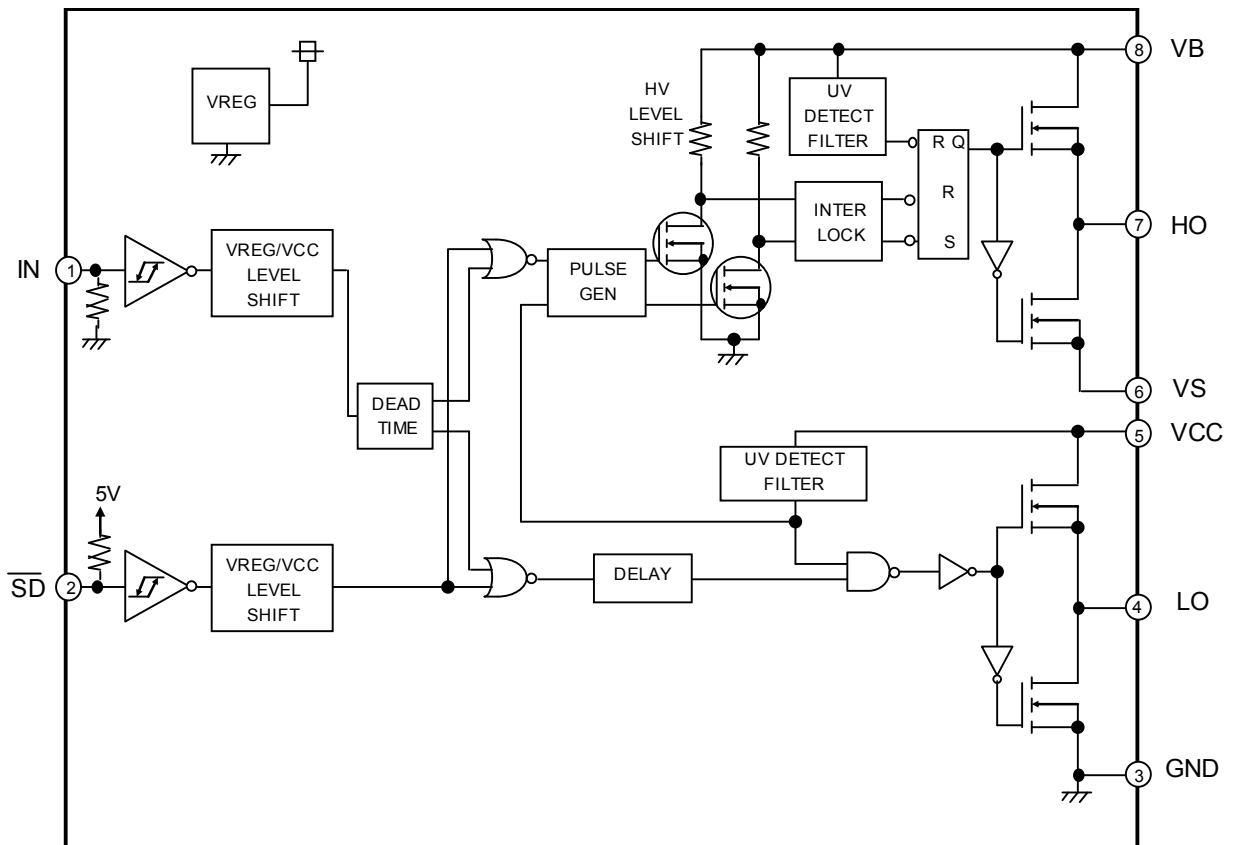 8 VB
VREG
HV
LEVEL
SHIFT
UV
DETECT
FILTER
R Q
R
S
INTER
LOCK
7 HO
IN 1
VREG/VCC
LEVEL
SHIFT
PULSE
GEN
6 VS
DEAD
TIME
5 VCC
UV DETECT
FILTER
5V
SD 2
VREG/VCC
LEVEL
SHIFT
DELAY
4 LO
3 GND